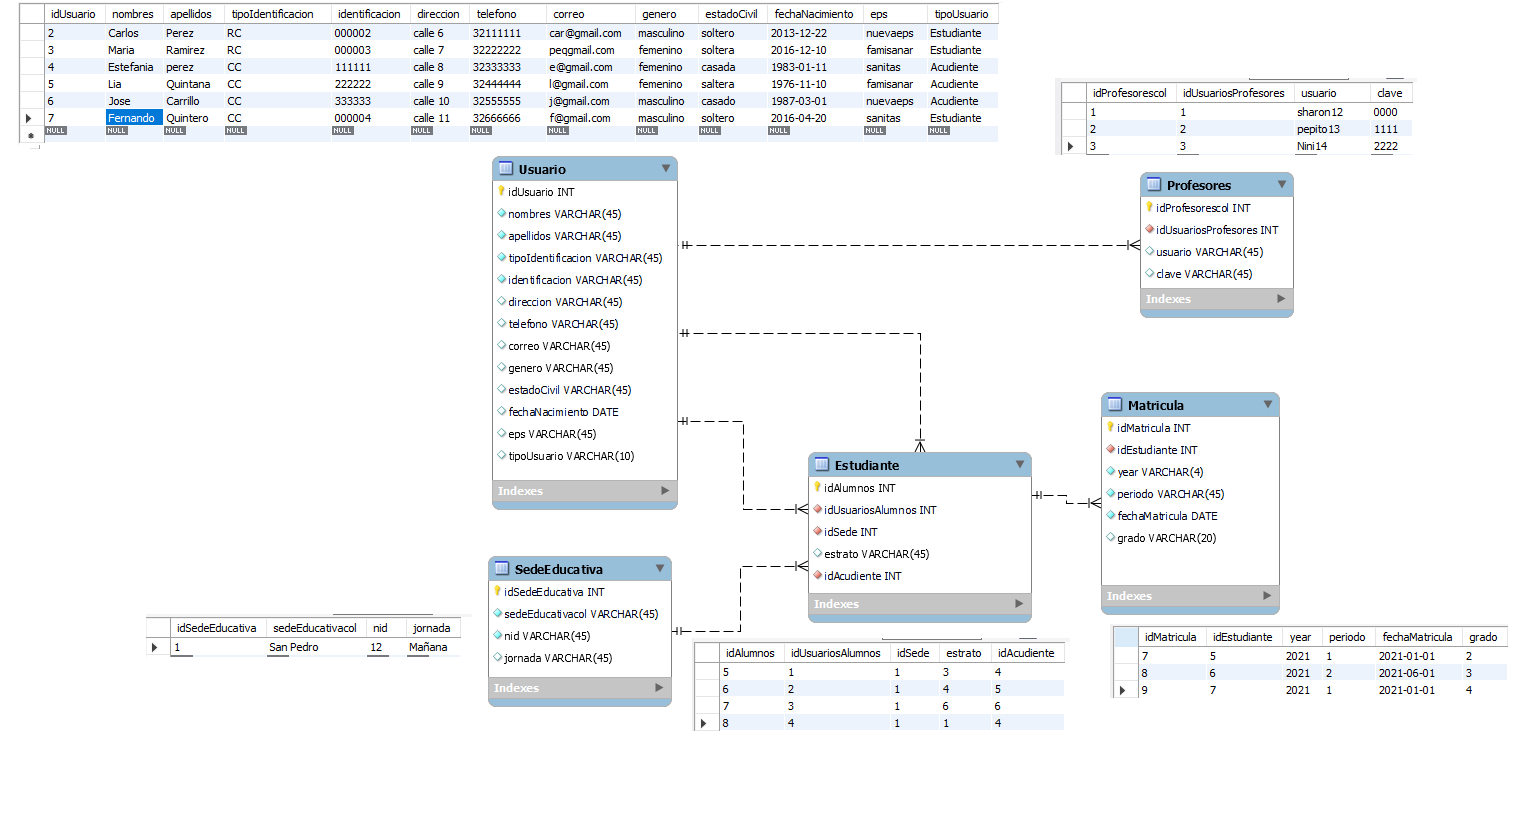 idUsuario nombres apellidos tipoIdentificacion identificacion direccion telefono correo genero estadoCivil fechaNacimiento eps tipoUsuario
2 Carlos Perez RC 000002 calle 6 32111111 car@gmail.com masculino soltero 2013-12-22 nuevaeps Estudiante
3 Maria Ramirez RC 000003 calle 7 32222222 peqgmail.com femenino soltera 2016-12-10 famisanar Estudiante
4 Estefania perez CC 111111 calle 8 32333333 e@gmail.com femenino casada 1983-01-11 sanitas Acudiente
5 Lia Quintana CC 222222 calle 9 32444444 l@gmail.com femenino saltera 1976-11-10 famisanar Acudiente
6 Jose Carrillo CC 333333 calle 10 32555555 j@gmail.com masculino casado 1987-03-01 nuevaeps Acudiente
7 Fernando Quintero CC 000004 calle 11 32666666 f@gmail.com masculino soltero 2016-04-20 sanitas Estudiante
NULL NULL NULL NULL NULL NULL NULL NULL NULL NULL NULL NULL NULL
idProfesorescol idUsuariosProfesores usuario clave
1 1 sharon12 0000
2 2 pepito13 1111
3 3 Nini14 2222
Usuario
idUsuario INT
nombres VARCHAR(45)
apellidos VARCHAR(45)
tipoIdentificacion VARCHAR(45)
identificacion VARCHAR(45)
direccion VARCHAR(45)
telefono VARCHAR(45)
correo VARCHAR(45)
genero VARCHAR(45)
estadoCivil VARCHAR(45)
fechaNacimiento DATE
eps VARCHAR(45)
tipoUsuario VARCHAR(10)
Indexes
Profesores
idProfesorescol INT
idUsuariosProfesores INT
usuario VARCHAR(45)
clave VARCHAR(45)
Indexes
Matricula
idMatricula INT
idEstudiante INT
year VARCHAR(4)
periodo VARCHAR(45)
fechaMatricula DATE
grado VARCHAR(20)
Indexes
Estudiante
idAlumnos INT
idUsuariosAlumnos INT
idSede INT
estrato VARCHAR(45)
idAcudiente INT
Indexes
SedeEducativa
idSedeEducativa INT
sedeEducativacol VARCHAR(45)
nid VARCHAR(45)
jornada VARCHAR(45)
Indexes
idSedeEducativa sedeEducativacol nid jornada
1 San Pedro 12 Mañana
idAlumnos idUsuariosAlumnos idSede estrato idAcudiente
5 1 1 3 4
6 2 1 4 5
7 3 1 6 6
8 4 1 1 4
idMatricula idEstudiante year periodo fechaMatricula grado
7 5 2021 1 2021-01-01 2
8 6 2021 2 2021-06-01 3
9 7 2021 1 2021-01-01 4